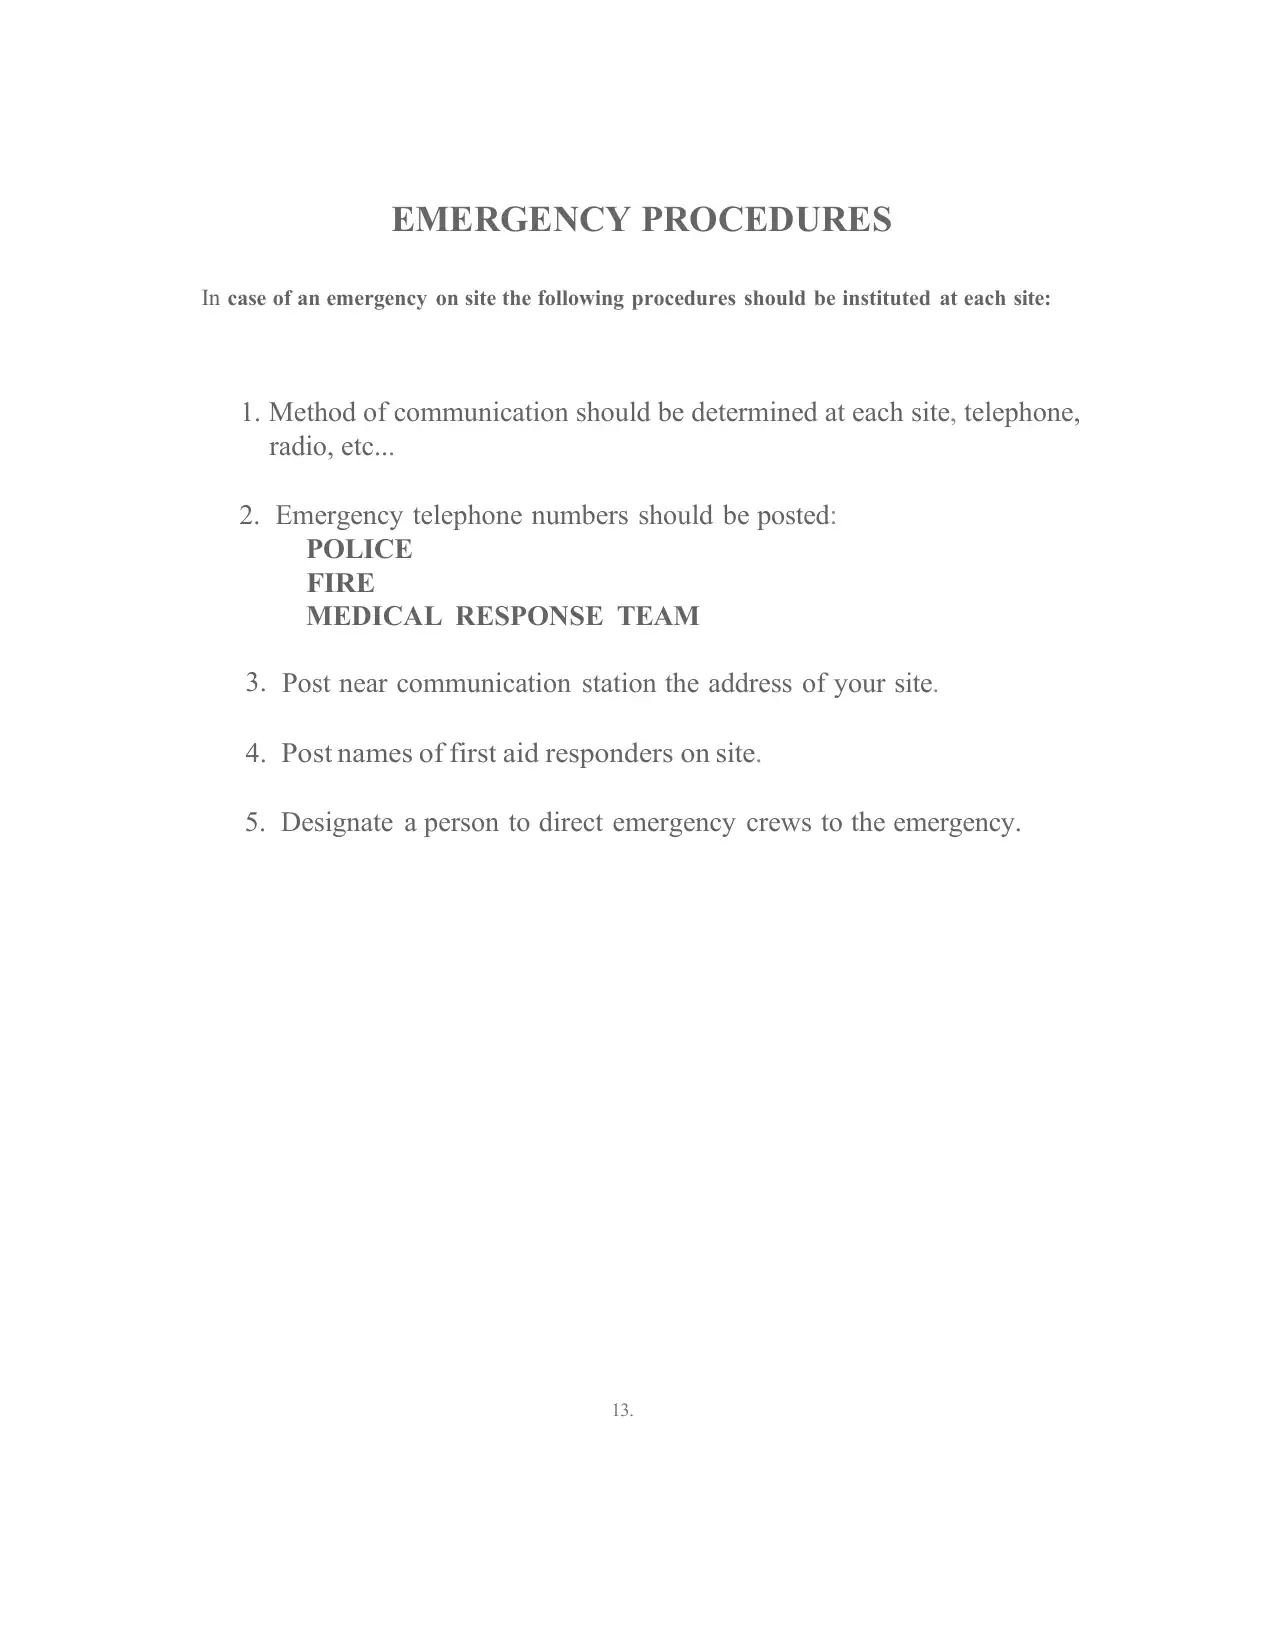 EMERGENCY PROCEDURES
In case of an emergency on site the following procedures should be instituted at each site:
1. Method of communication should be determined at each site, telephone,
radio, etc...
2. Emergency telephone numbers should be posted:
POLICE
FIRE
MEDICAL RESPONSE TEAM
3. Post near communication station the address of your site.
4. Post names of first aid responders on site.
5. Designate a person to direct emergency crews to the emergency.
13.